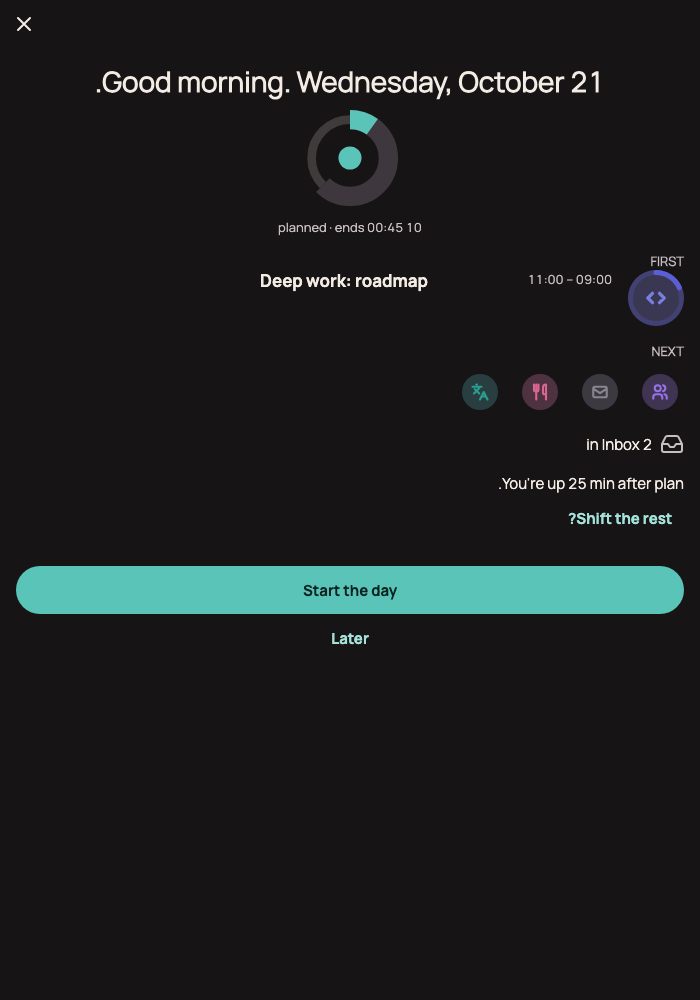 .Good morning. Wednesday, October 21
planned · ends 00:45 10
FIRST
11:00 – 09:00
Deep work: roadmap
NEXT
in Inbox 2
.You're up 25 min after plan
?Shift the rest
Start the day
Later